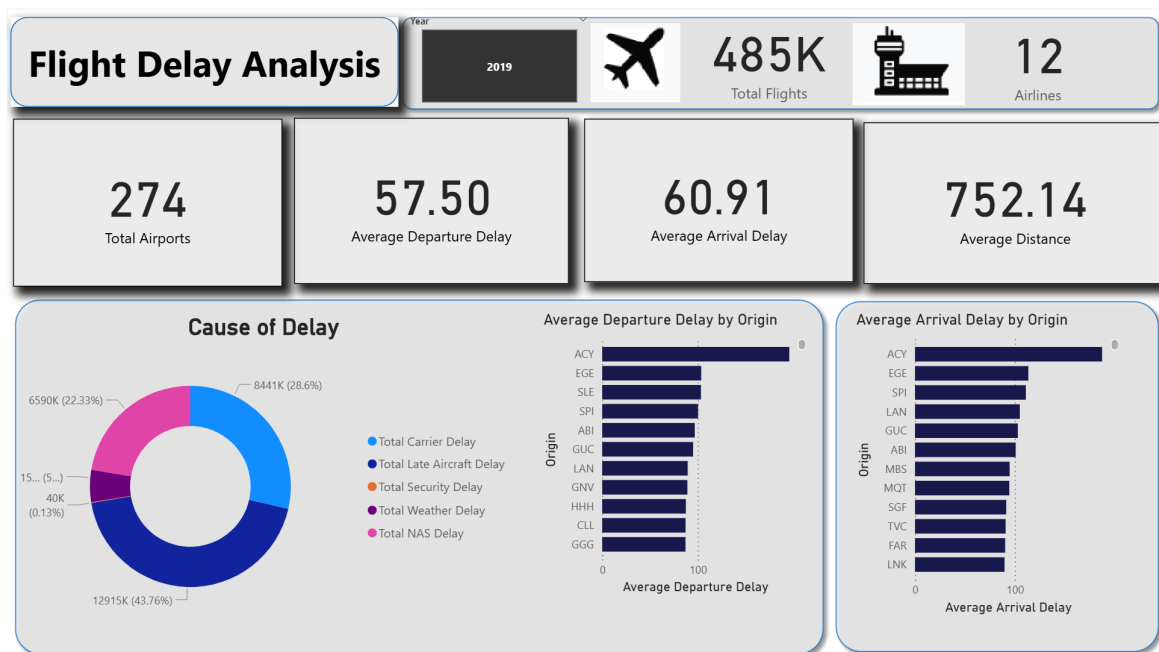 Flight Delay Analysis
Year
2019
485K
Total Flights
12
Airlines
274
Total Airports
57.50
Average Departure Delay
60.91
Average Arrival Delay
752.14
Average Distance
Cause of Delay
8441K (28.6%)
6590K (22.33%)
15... (5...)
40K
(0.13%)
12915K (43.76%)
Total Carrier Delay
Total Late Aircraft Delay
Total Security Delay
Total Weather Delay
Total NAS Delay
Average Departure Delay by Origin
Origin
ACY
EGE
SLE
SPI
ABI
GUC
LAN
GNV
HHH
CLL
GGG
0
100
Average Departure Delay
Average Arrival Delay by Origin
Origin
ACY
EGE
SPI
LAN
GUC
ABI
MBS
MQT
SGF
TVC
FAR
LNK
0
100
Average Arrival Delay